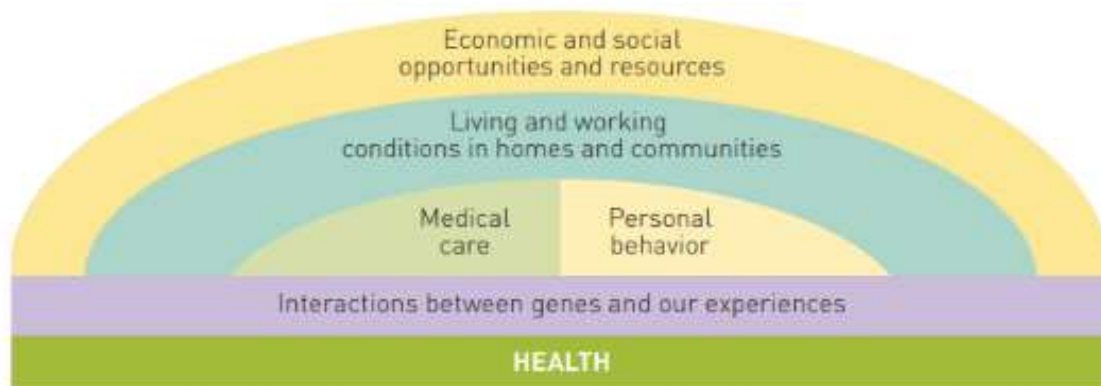 Economic and social
opportunities and resources
Living and working
conditions in homes and communities
Medical
care
Personal
behavior
Interactions between genes and our experiences
HEALTH